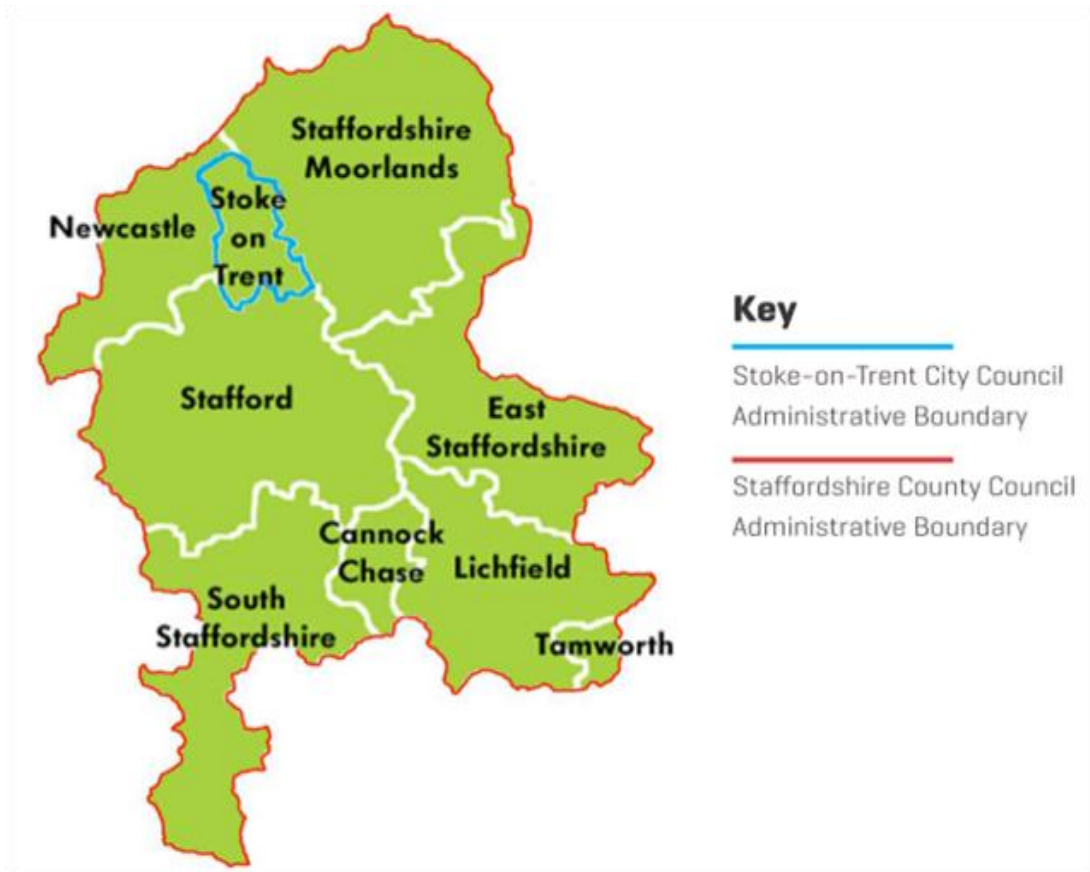 Staffordshire
Moorlands
Stoke
on
Trent
Newcastle
Stafford
East
Staffordshire
Cannock
Chase
Lichfield
South
Staffordshire
Tamworth
Key
Stoke-on-Trent City Council
Administrative Boundary
Staffordshire County Council
Administrative Boundary